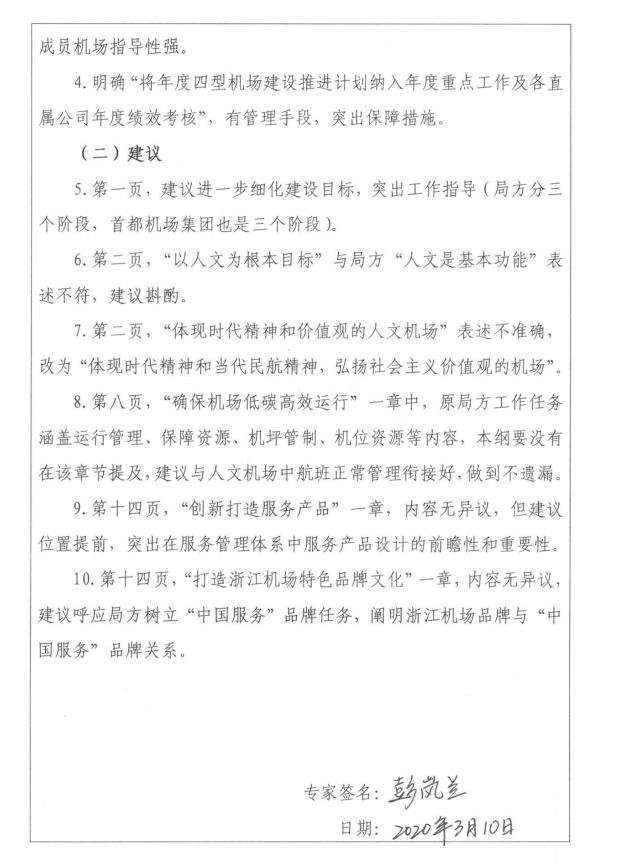 成员机场指导性强。
4.明确“将年度四型机场建设推进计划纳入年度重点工作及各直
属公司年度绩效考核”，有管理手段，突出保障措施。
（二）建议
5.第一页，建议进一步细化建设目标，突出工作指导（局方分三
个阶段，首都机场集团也是三个阶段）。
6.第二页，“以人文为根本目标”与局方“人文是基本功能”表
述不符，建议斟酌。
7.第二页，“体现时代精神和价值观的人文机场”表述不准确，
改为“体现时代精神和当代民航精神，弘扬社会主义价值观的机场”。
8.第八页，“确保机场低碳高效运行”一章中，原局方工作任务
涵盖运行管理、保障资源、机坪管制、机位资源等内容，本纲要没有
在该章节提及，建议与人文机场中航班正常管理衔接好，做到不遗漏。
9.第十四页，“创新打造服务产品”一章，内容无异议，但建议
位置提前，突出在服务管理体系中服务产品设计的前瞻性和重要性。
10.第十四页，“打造浙江机场特色品牌文化”一章，内容无异议，
建议呼应局方树立“中国服务”品牌任务，阐明浙江机场品牌与“中
国服务”品牌关系。
专家签名：彭岚兰
日期：2020年3月10日